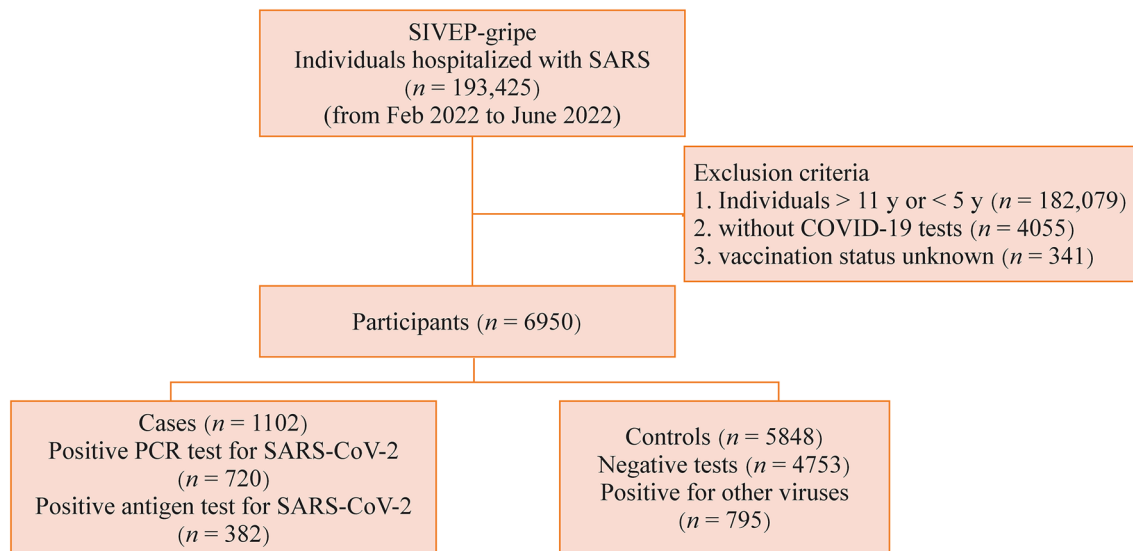 SIVEP-gripe
Individuals hospitalized with SARS
(n = 193,425)
(from Feb 2022 to June 2022)
Exclusion criteria
1. Individuals > 11 y or < 5 y (n = 182,079)
2. without COVID-19 tests (n = 4055)
3. vaccination status unknown (n = 341)
Participants (n = 6950)
Cases (n = 1102)
Positive PCR test for SARS-CoV-2
(n = 720)
Positive antigen test for SARS-CoV-2
(n = 382)
Controls (n = 5848)
Negative tests (n = 4753)
Positive for other viruses
(n = 795)